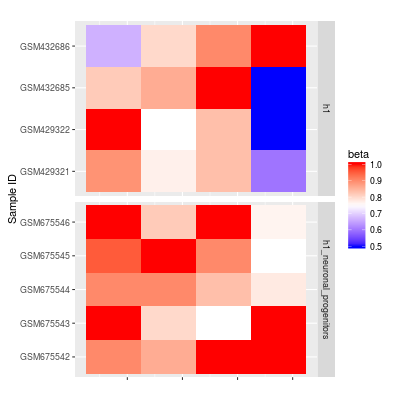 Sample ID
GSM432686
GSM432685
GSM429322
GSM429321
h1
GSM675546
GSM675545
GSM675544
GSM675543
GSM675542
h1_neuronal_progenitors
beta
1.0
0.9
0.8
0.7
0.6
0.5